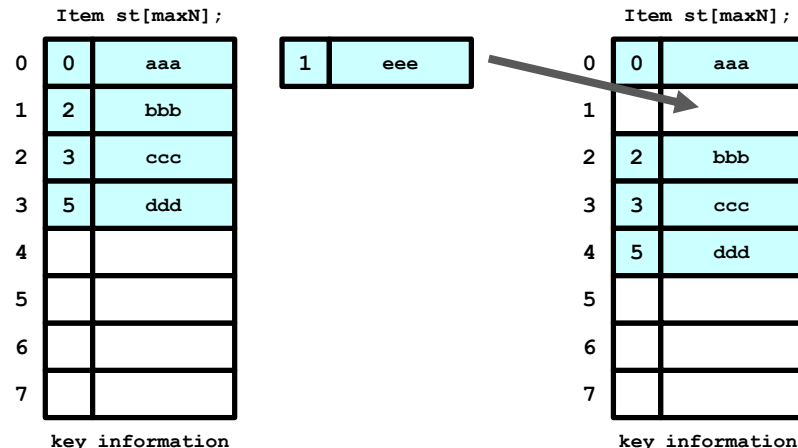 Item st[maxN];
0 0 aaa
1 2 bbb
2 3 ccc
3 5 ddd
4
5
6
7
key information
1 eee
Item st[maxN];
0 0 aaa
1
2 2 bbb
3 3 ccc
4 5 ddd
5
6
7
key information